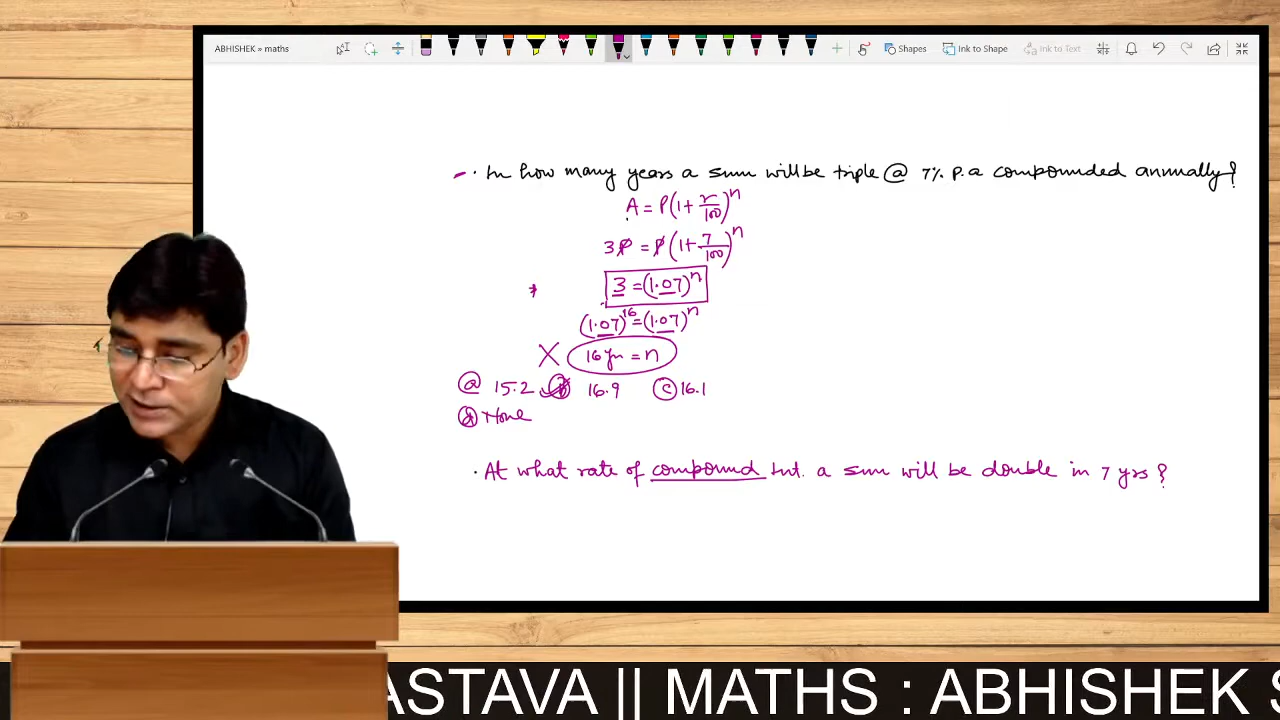 ABHISHEK » maths
Shapes
Ink to Shape
Ink to Text
· In how many years a sum will be triple @ 7% p.a compounded annually?
A = P(1+ r/100)^n
3P = P(1+ 7/100)^n
3 = (1.07)^n
(1.07)^16 = (1.07)^n
X 16 yr = n
(a) 15.2 (b) 16.9 (c) 16.1
(d) None
· At what rate of compound Int. a sum will be double in 7 yrs?
ASTAVA || MATHS : ABHISHEK S